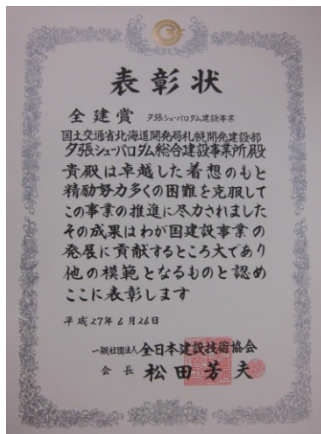 表彰状
全建賞 夕張シューパロダム建設事業
国土交通省北海道開発局札幌開発建設部
夕張シューパロダム総合建設事業所殿
貴殿は卓越した着想のもと
精励努力多くの困難を克服して
この事業の推進に尽力されました
その成果はわが国建設事業の
発展に貢献するところ大であり
他の模範となるものと認め
ここに表彰します
平成27年6月26日
一般社団法人 全日本建設技術協会
会長 松田芳夫